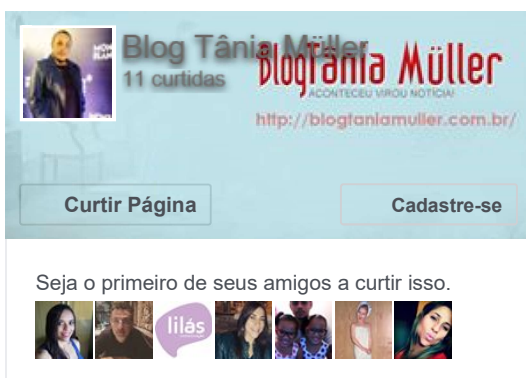 Blog Tânia Müller
11 curtidas
BlogTânia Müller
ACONTECEU VIROU NOTÍCIA!
http://blogtaniamuller.com.br/
Curtir Página
Cadastre-se
Seja o primeiro de seus amigos a curtir isso.
lilás